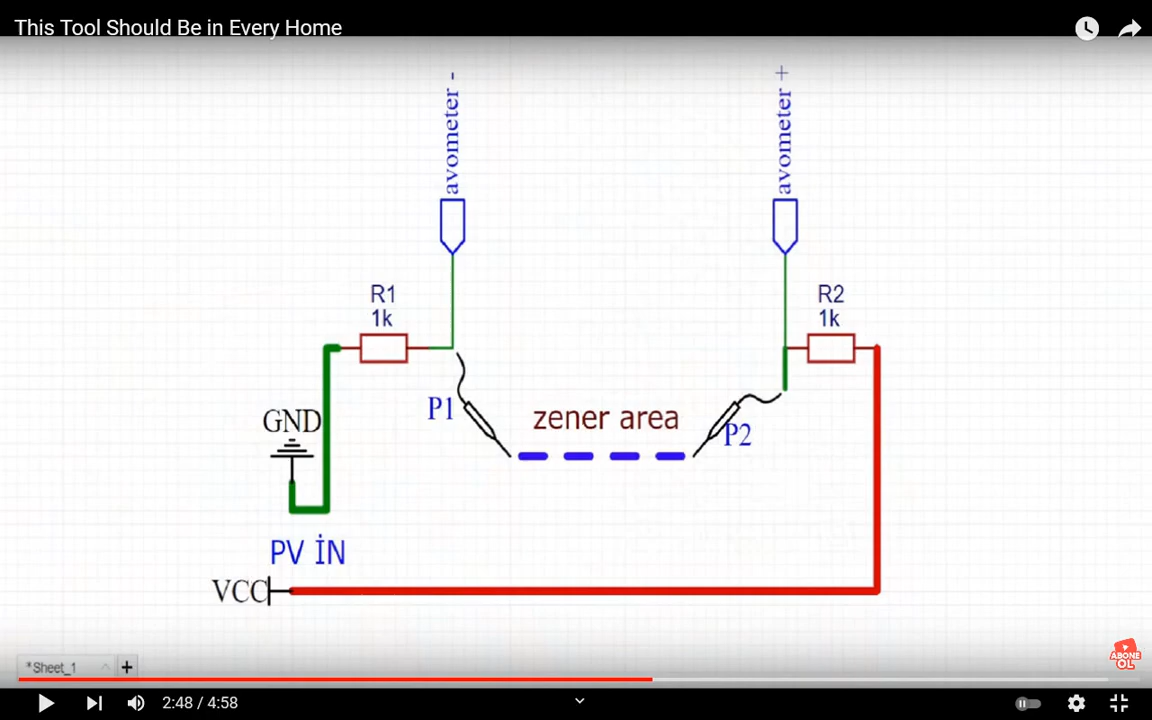 This Tool Should Be in Every Home
avometer -
avometer +
R1
1k
R2
1k
P1
zener area
P2
GND
PV İN
VCC
*Sheet_1
+
ABONE
OL
2:48 / 4:58